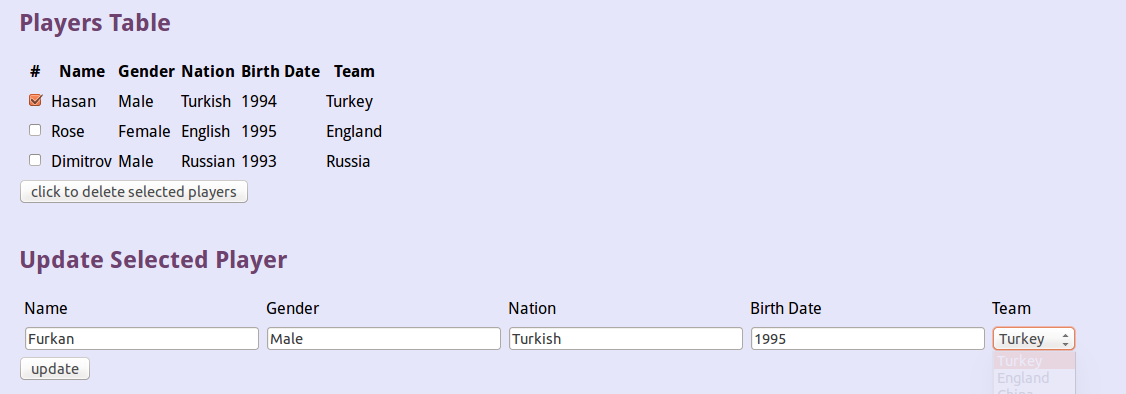 Players Table
# Name Gender Nation Birth Date Team
Hasan Male Turkish 1994 Turkey
Rose Female English 1995 England
Dimitrov Male Russian 1993 Russia
click to delete selected players
Update Selected Player
Name Gender Nation Birth Date Team
Furkan Male Turkish 1995 Turkey
update
Turkey
England